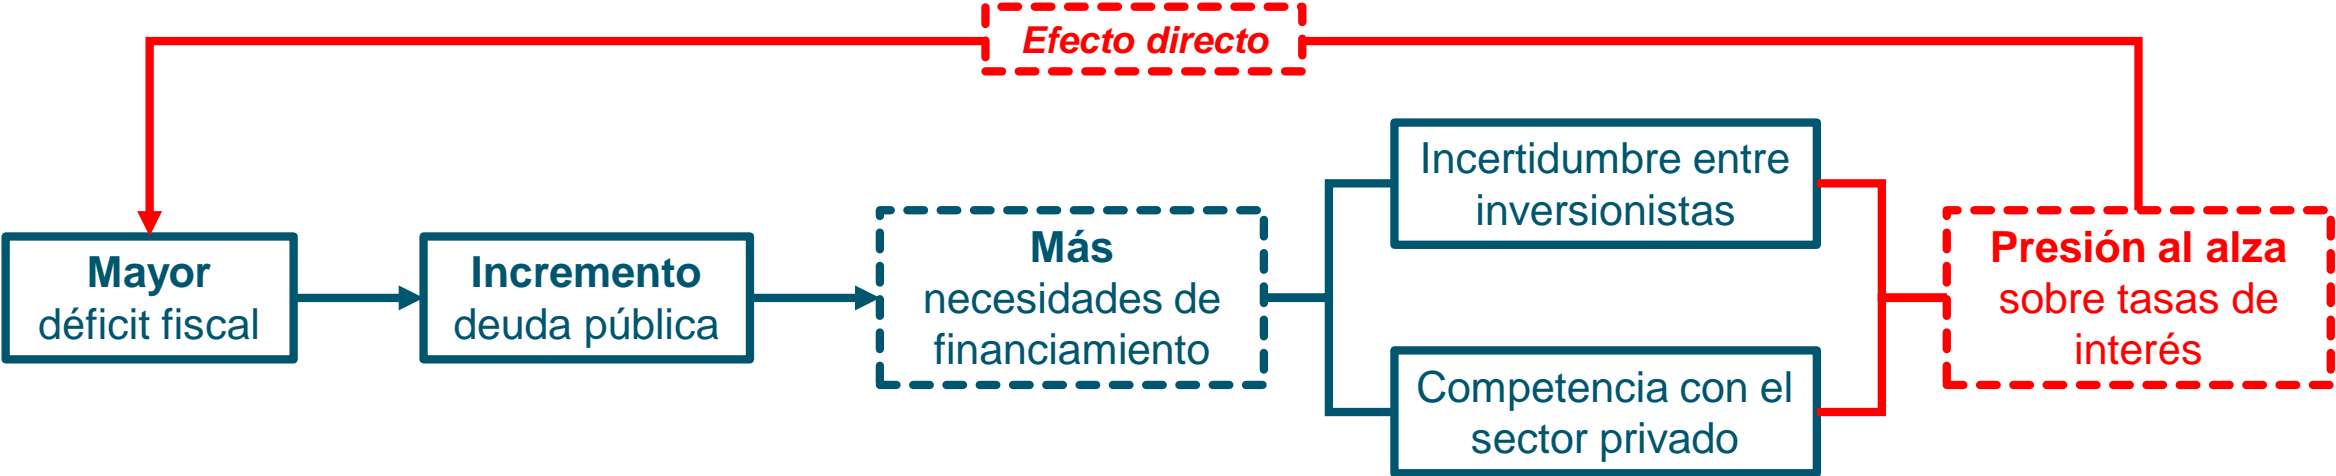 Efecto directo
Mayor
déficit fiscal
Incremento
deuda pública
Más
necesidades de
financiamiento
Incertidumbre entre
inversionistas
Competencia con el
sector privado
Presión al alza
sobre tasas de
interés